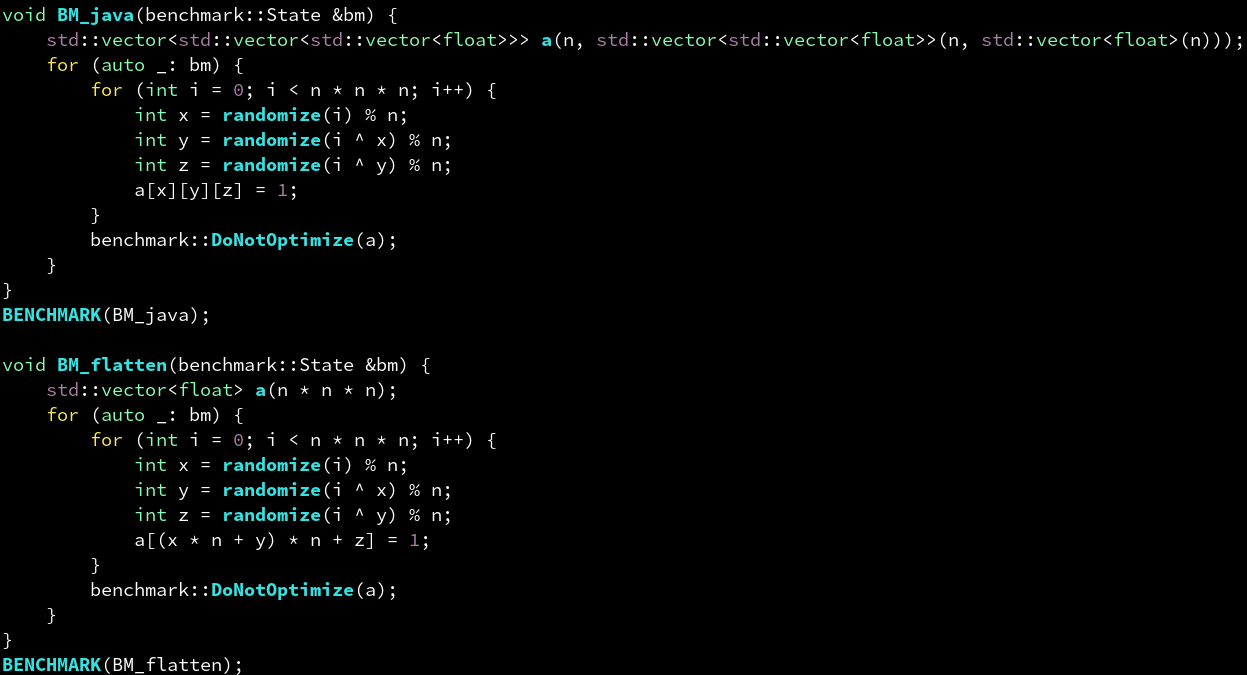 void BM_java(benchmark::State &bm) {
    std::vector<std::vector<std::vector<float>>> a(n, std::vector<std::vector<float>>(n, std::vector<float>(n)));
    for (auto _: bm) {
        for (int i = 0; i < n * n * n; i++) {
            int x = randomize(i) % n;
            int y = randomize(i ^ x) % n;
            int z = randomize(i ^ y) % n;
            a[x][y][z] = 1;
        }
        benchmark::DoNotOptimize(a);
    }
}
BENCHMARK(BM_java);

void BM_flatten(benchmark::State &bm) {
    std::vector<float> a(n * n * n);
    for (auto _: bm) {
        for (int i = 0; i < n * n * n; i++) {
            int x = randomize(i) % n;
            int y = randomize(i ^ x) % n;
            int z = randomize(i ^ y) % n;
            a[(x * n + y) * n + z] = 1;
        }
        benchmark::DoNotOptimize(a);
    }
}
BENCHMARK(BM_flatten);